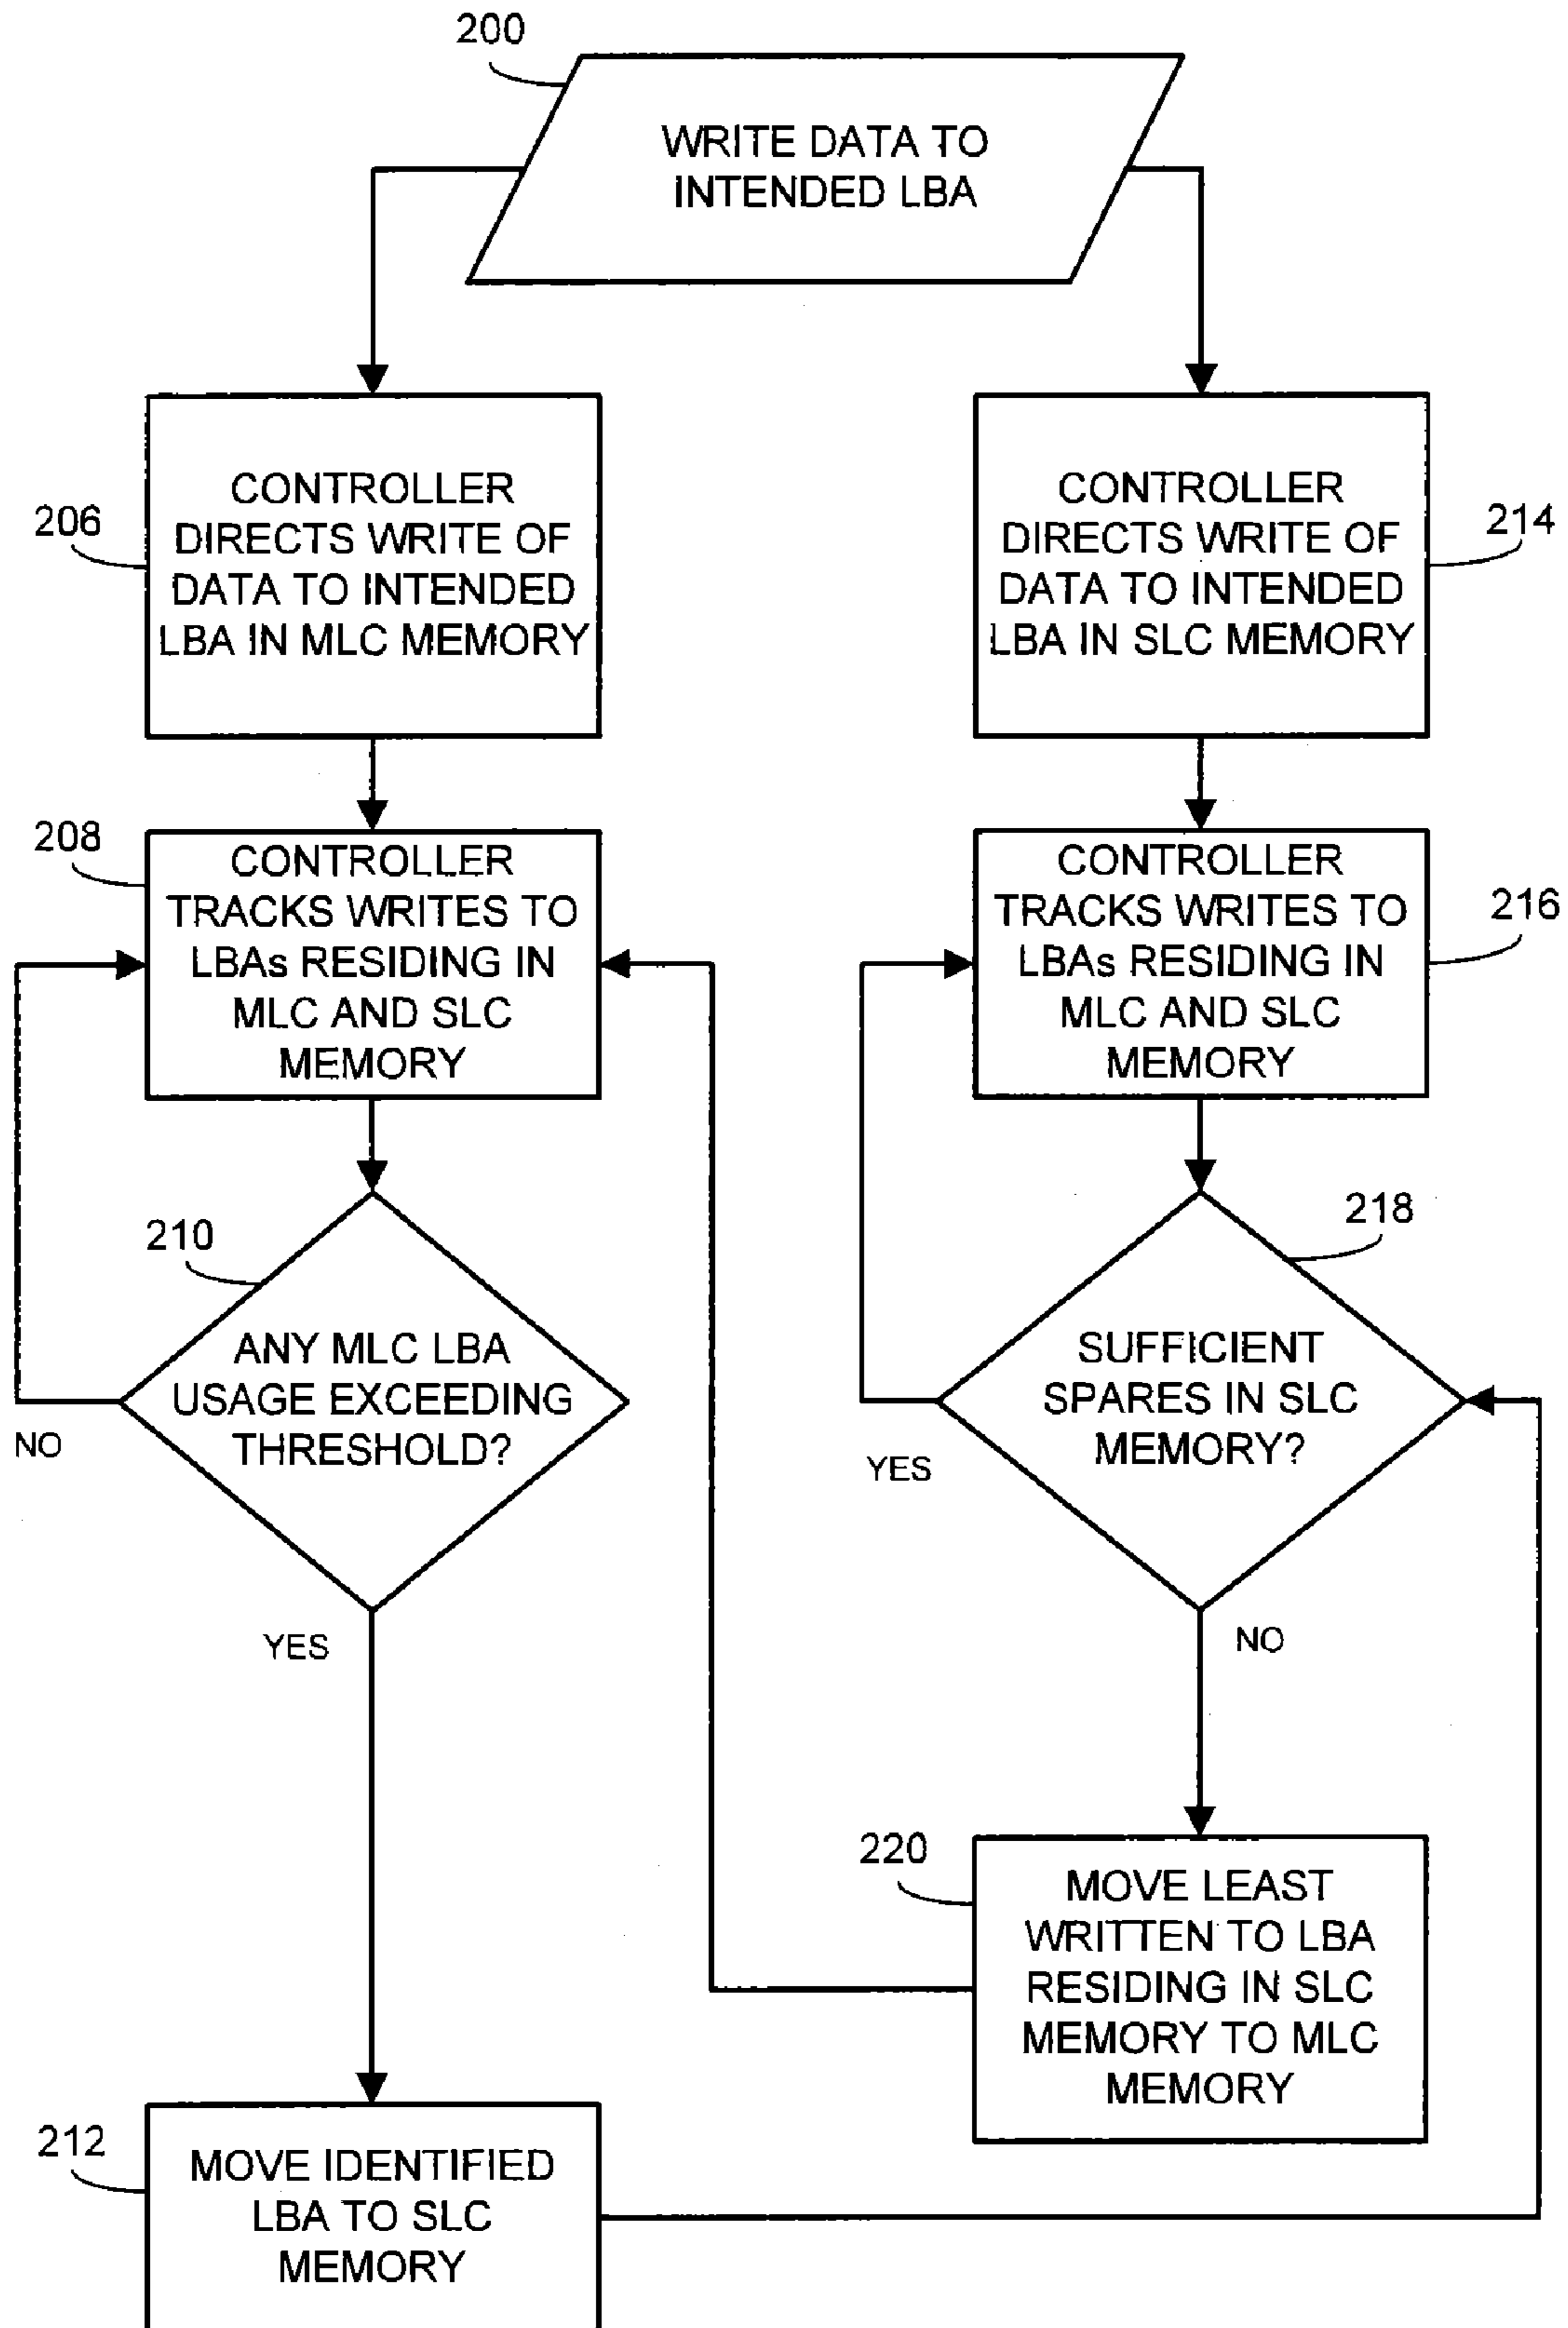 200
WRITE DATA TO
INTENDED LBA
206
CONTROLLER
DIRECTS WRITE OF
DATA TO INTENDED
LBA IN MLC MEMORY
CONTROLLER
DIRECTS WRITE OF
DATA TO INTENDED
LBA IN SLC MEMORY
214
208
CONTROLLER
TRACKS WRITES TO
LBAs RESIDING IN
MLC AND SLC
MEMORY
CONTROLLER
TRACKS WRITES TO
LBAs RESIDING IN
MLC AND SLC
MEMORY
216
210
ANY MLC LBA
USAGE EXCEEDING
THRESHOLD?
NO
YES
218
SUFFICIENT
SPARES IN SLC
MEMORY?
YES
NO
220
MOVE LEAST
WRITTEN TO LBA
RESIDING IN SLC
MEMORY TO MLC
MEMORY
212
MOVE IDENTIFIED
LBA TO SLC
MEMORY